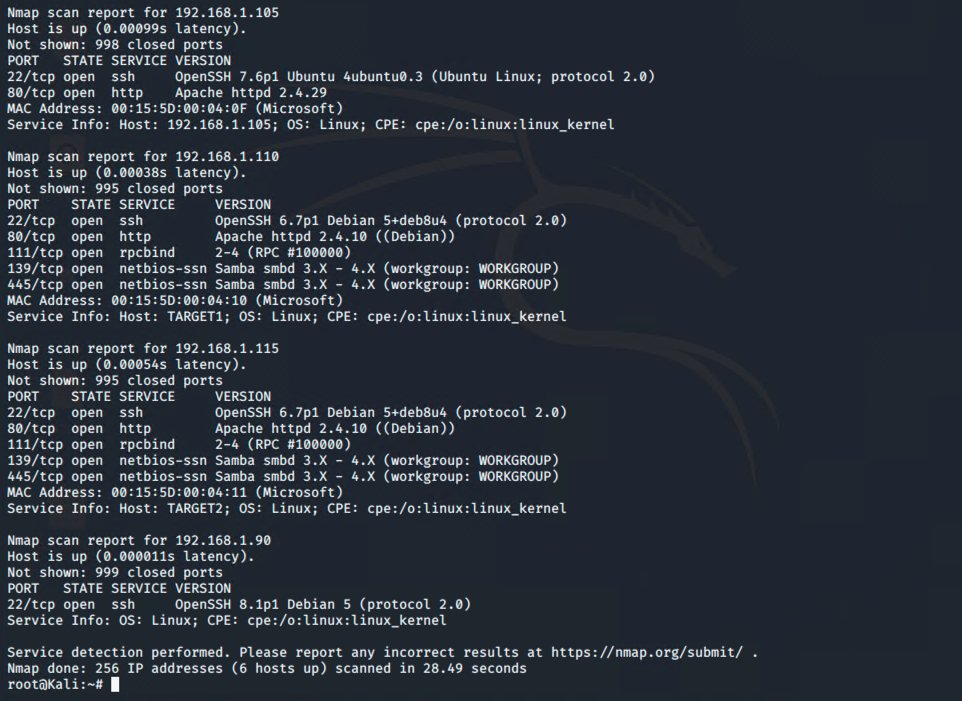 Nmap scan report for 192.168.1.105
Host is up (0.00099s latency).
Not shown: 998 closed ports
PORT   STATE SERVICE VERSION
22/tcp open  ssh     OpenSSH 7.6p1 Ubuntu 4ubuntu0.3 (Ubuntu Linux; protocol 2.0)
80/tcp open  http    Apache httpd 2.4.29
MAC Address: 00:15:5D:00:04:0F (Microsoft)
Service Info: Host: 192.168.1.105; OS: Linux; CPE: cpe:/o:linux:linux_kernel

Nmap scan report for 192.168.1.110
Host is up (0.00038s latency).
Not shown: 995 closed ports
PORT    STATE SERVICE     VERSION
22/tcp  open  ssh         OpenSSH 6.7p1 Debian 5+deb8u4 (protocol 2.0)
80/tcp  open  http        Apache httpd 2.4.10 ((Debian))
111/tcp open  rpcbind     2-4 (RPC #100000)
139/tcp open  netbios-ssn Samba smbd 3.X - 4.X (workgroup: WORKGROUP)
445/tcp open  netbios-ssn Samba smbd 3.X - 4.X (workgroup: WORKGROUP)
MAC Address: 00:15:5D:00:04:10 (Microsoft)
Service Info: Host: TARGET1; OS: Linux; CPE: cpe:/o:linux:linux_kernel

Nmap scan report for 192.168.1.115
Host is up (0.00054s latency).
Not shown: 995 closed ports
PORT    STATE SERVICE     VERSION
22/tcp  open  ssh         OpenSSH 6.7p1 Debian 5+deb8u4 (protocol 2.0)
80/tcp  open  http        Apache httpd 2.4.10 ((Debian))
111/tcp open  rpcbind     2-4 (RPC #100000)
139/tcp open  netbios-ssn Samba smbd 3.X - 4.X (workgroup: WORKGROUP)
445/tcp open  netbios-ssn Samba smbd 3.X - 4.X (workgroup: WORKGROUP)
MAC Address: 00:15:5D:00:04:11 (Microsoft)
Service Info: Host: TARGET2; OS: Linux; CPE: cpe:/o:linux:linux_kernel

Nmap scan report for 192.168.1.90
Host is up (0.000011s latency).
Not shown: 999 closed ports
PORT   STATE SERVICE VERSION
22/tcp open  ssh     OpenSSH 8.1p1 Debian 5 (protocol 2.0)
Service Info: OS: Linux; CPE: cpe:/o:linux:linux_kernel

Service detection performed. Please report any incorrect results at https://nmap.org/submit/ .
Nmap done: 256 IP addresses (6 hosts up) scanned in 28.49 seconds
root@Kali:~#